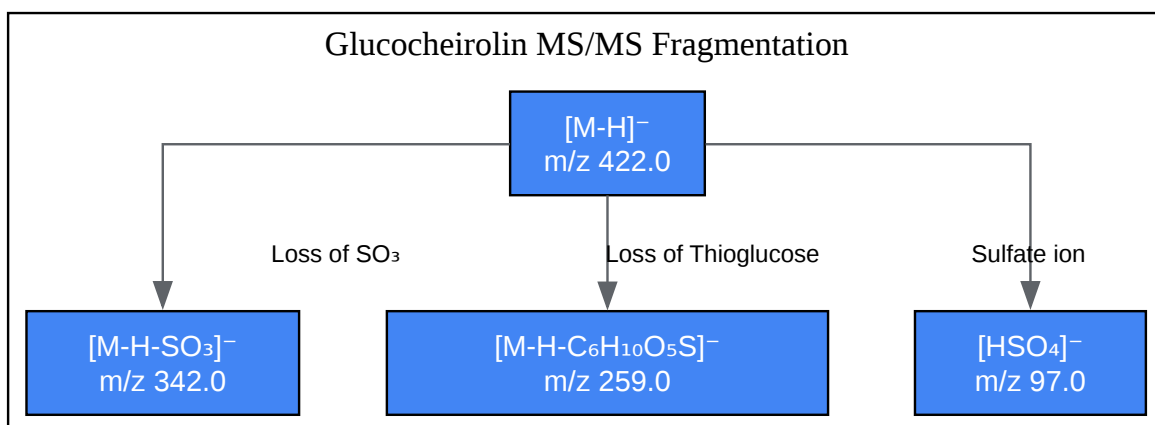 Glucocheirolin MS/MS Fragmentation
[M-H]⁻
m/z 422.0
Loss of SO₃
Loss of Thioglucose
Sulfate ion
[M-H-SO₃]⁻
m/z 342.0
[M-H-C₆H₁₀O₅S]⁻
m/z 259.0
[HSO₄]⁻
m/z 97.0